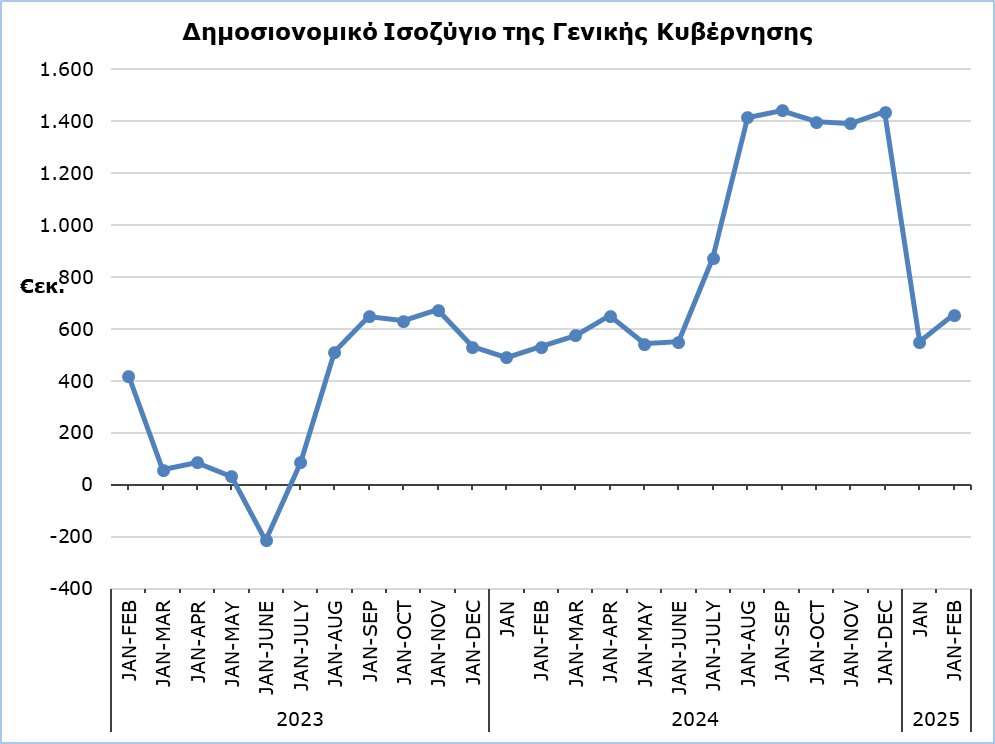 Δημοσιονομικό Ισοζύγιο της Γενικής Κυβέρνησης
1.600
1.400
1.200
1.000
800
€εκ.
600
400
200
0
-200
-400
JAN-FEB
JAN-MAR
JAN-APR
JAN-MAY
JAN-JUNE
JAN-JULY
JAN-AUG
JAN-SEP
JAN-OCT
JAN-NOV
JAN-DEC
JAN
JAN-FEB
JAN-MAR
JAN-APR
JAN-MAY
JAN-JUNE
JAN-JULY
JAN-AUG
JAN-SEP
JAN-OCT
JAN-NOV
JAN-DEC
JAN
JAN-FEB
2023
2024
2025